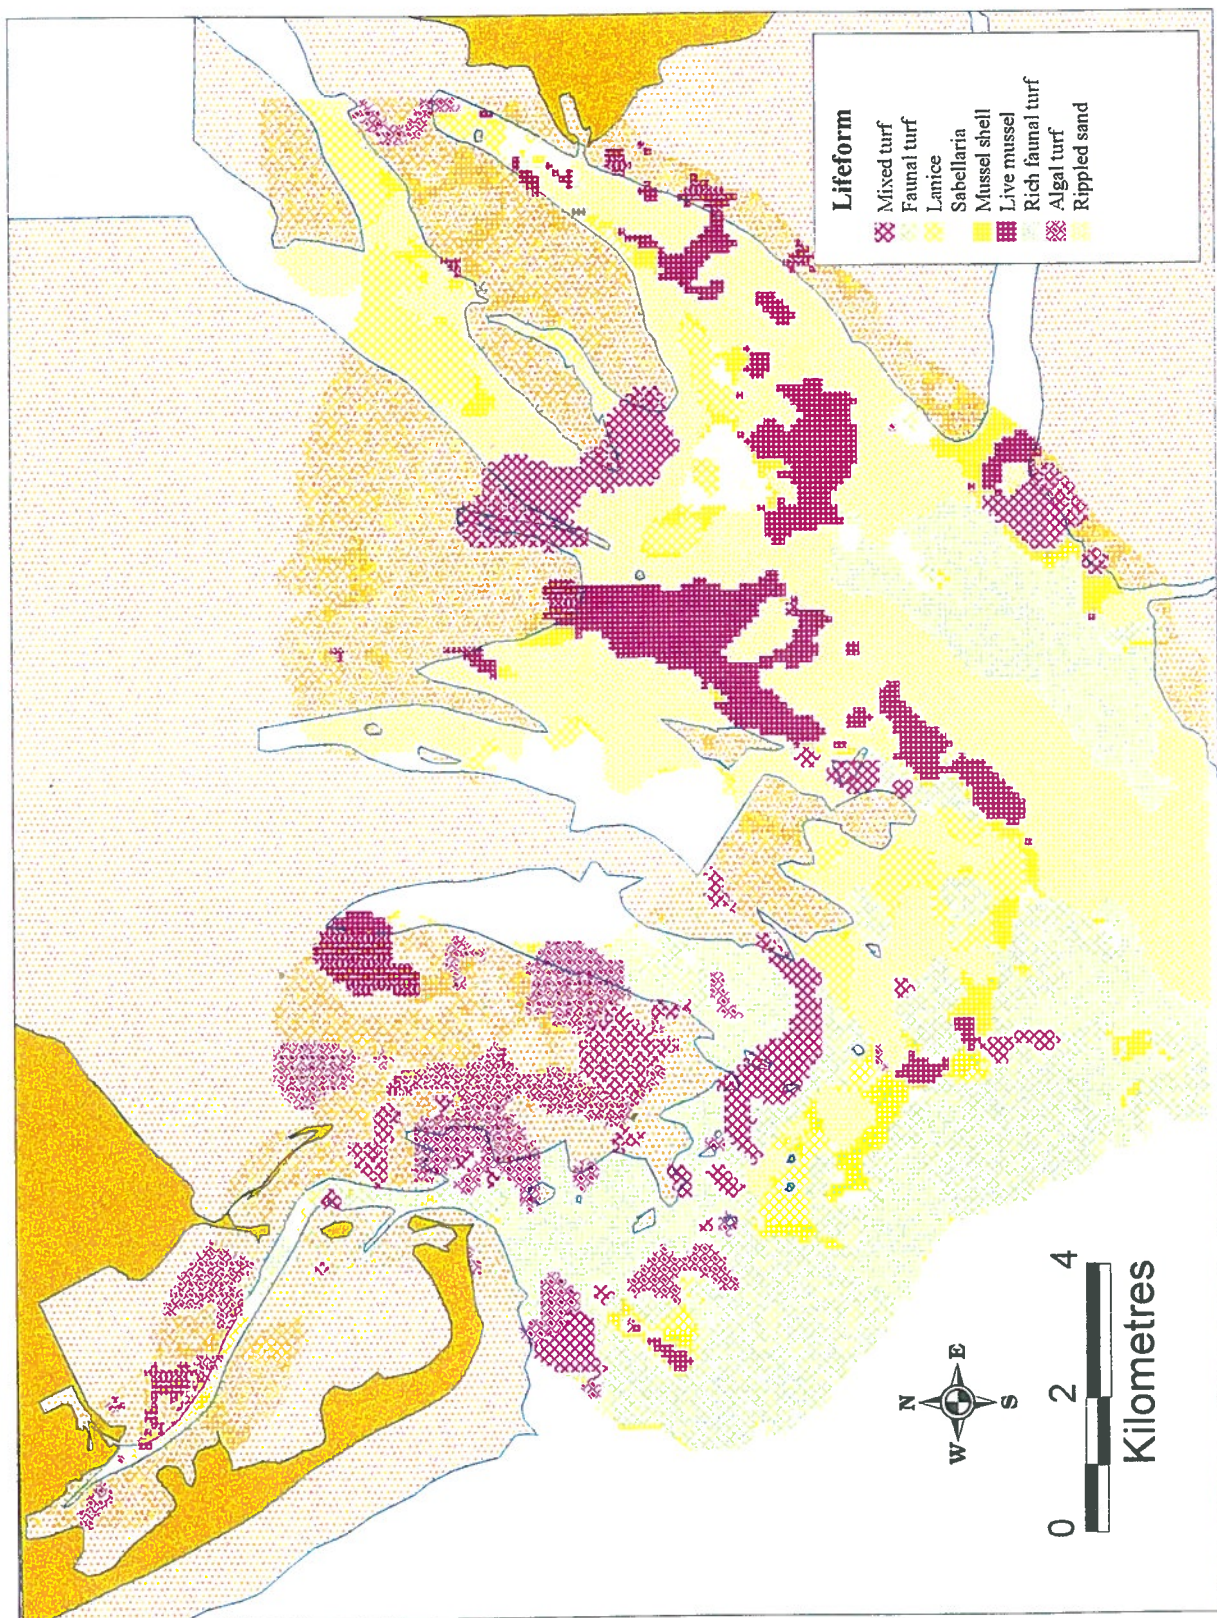 Lifeform
Mixed turf
Faunal turf
Lanice
Sabellaria
Mussel shell
Live mussel
Rich faunal turf
Algal turf
Rippled sand
N
W E
S
0 2 4
Kilometres